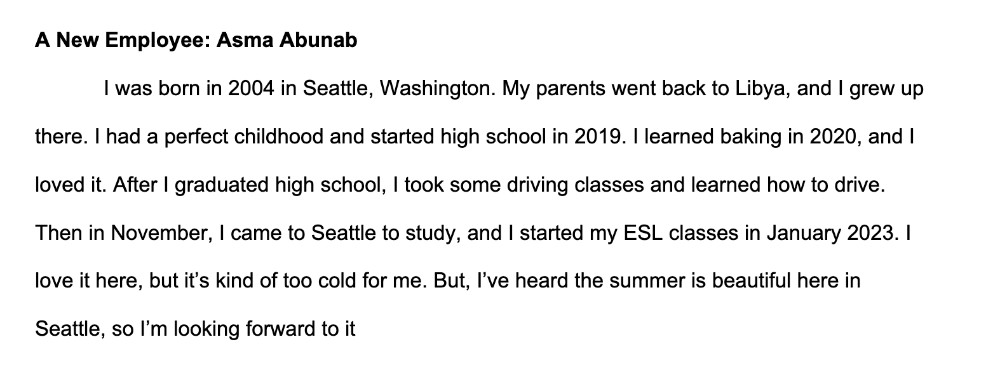 A New Employee: Asma Abunab
I was born in 2004 in Seattle, Washington. My parents went back to Libya, and I grew up
there. I had a perfect childhood and started high school in 2019. I learned baking in 2020, and I
loved it. After I graduated high school, I took some driving classes and learned how to drive.
Then in November, I came to Seattle to study, and I started my ESL classes in January 2023. I
love it here, but it’s kind of too cold for me. But, I’ve heard the summer is beautiful here in
Seattle, so I’m looking forward to it